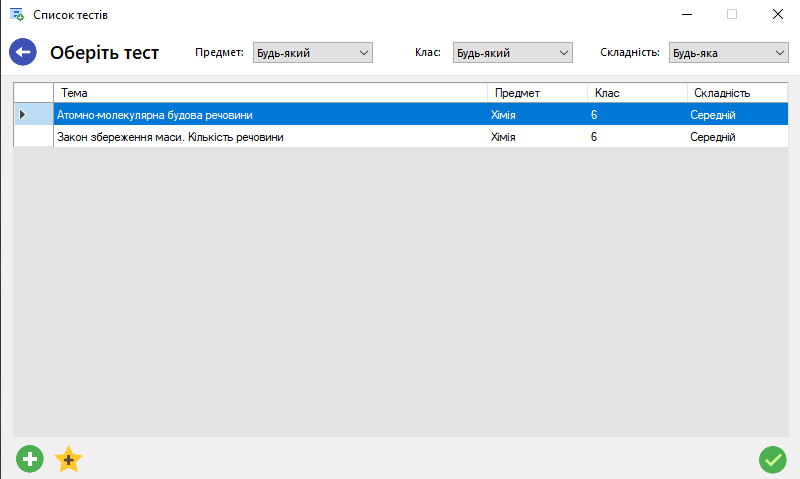 Список тестів
Оберіть тест Предмет: Будь-який Клас: Будь-який Складність: Будь-яка
Тема Предмет Клас Складність
Атомно-молекулярна будова речовини Хімія 6 Середній
Закон збереження маси. Кількість речовини Хімія 6 Середній